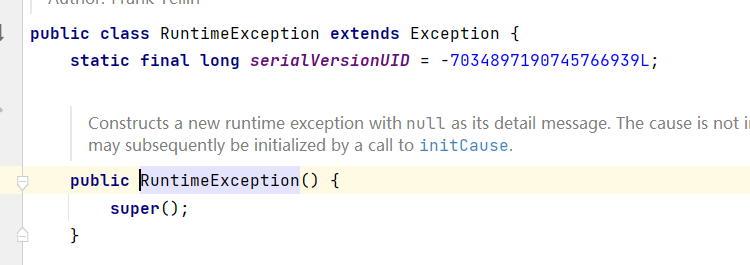 Author: Frank Yellin
public class RuntimeException extends Exception {
static final long serialVersionUID = -7034897190745766939L;
Constructs a new runtime exception with null as its detail message. The cause is not
may subsequently be initialized by a call to initCause.
public RuntimeException() {
super();
}